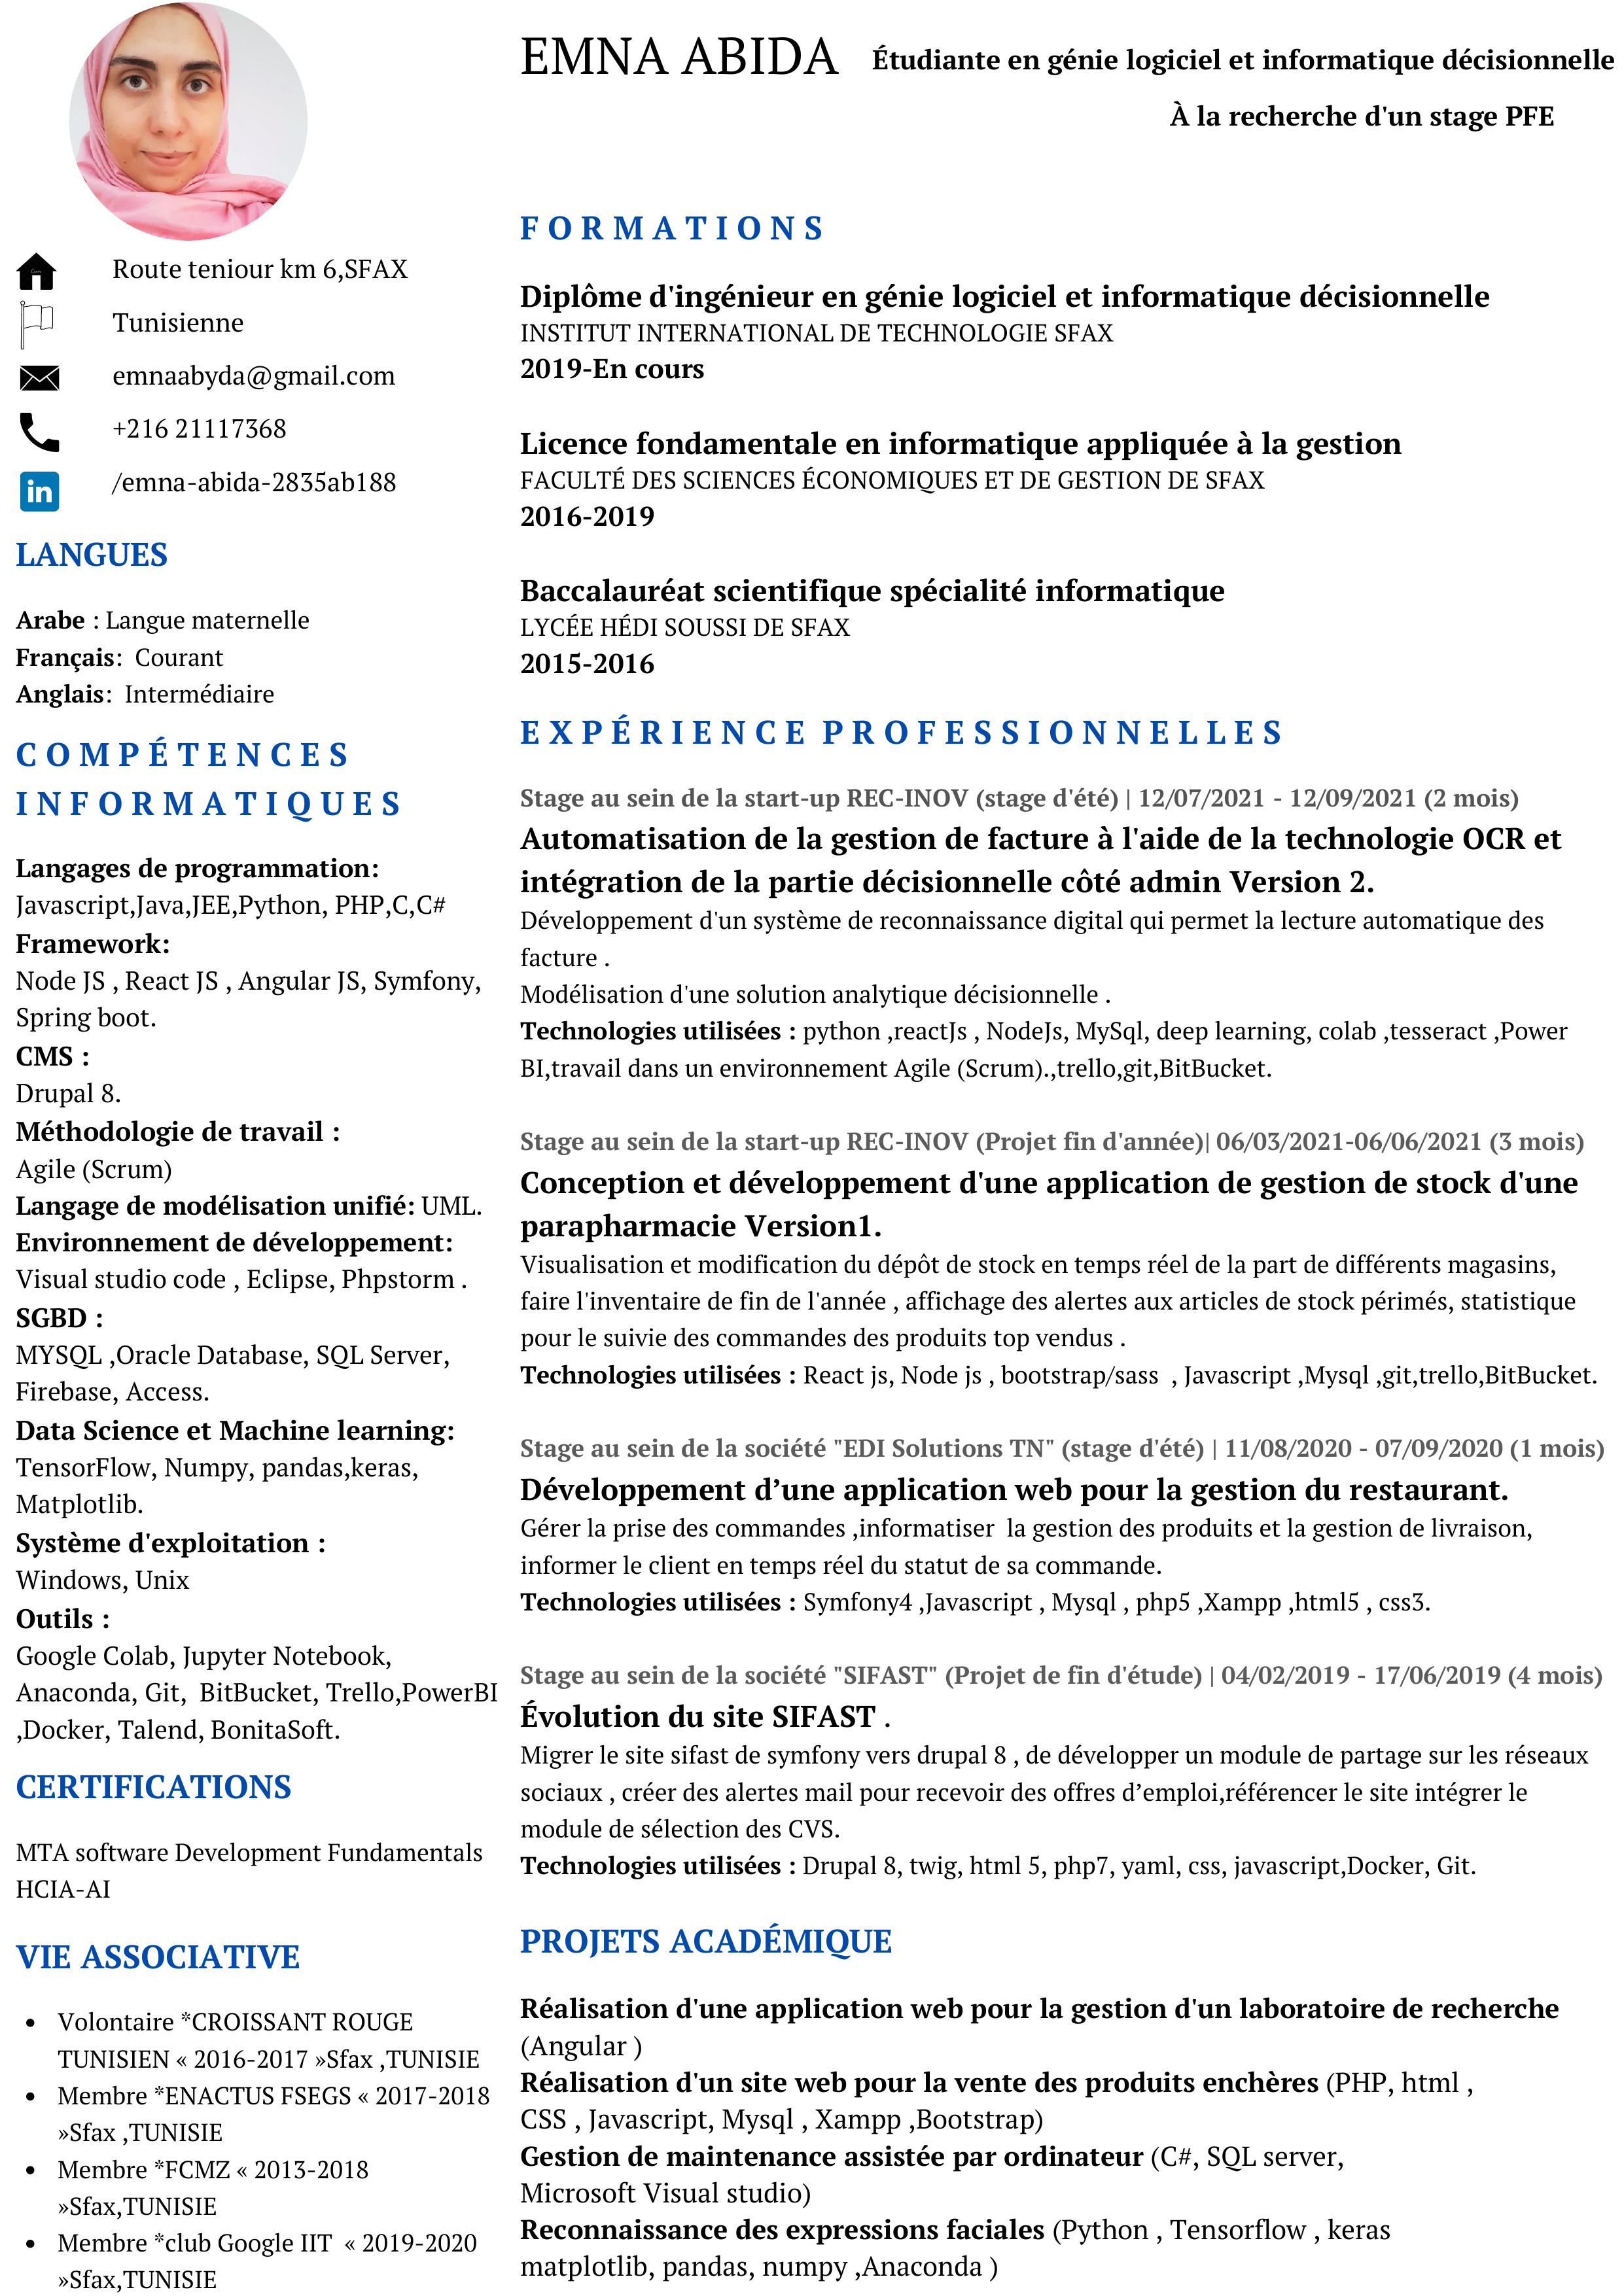 EMNA ABIDA
Étudiante en génie logiciel et informatique décisionnelle
À la recherche d'un stage PFE
Route teniour km 6,SFAX
Tunisienne
emnaabyda@gmail.com
+216 21117368
in
/emna-abida-2835ab188
LANGUES
Arabe : Langue maternelle
Français: Courant
Anglais: Intermédiaire
COMPÉTENCES
INFORMATIQUES
Langages de programmation:
Javascript,Java,JEE,Python, PHP,C,C#
Framework:
Node JS , React JS , Angular JS, Symfony,
Spring boot.
CMS :
Drupal 8.
Méthodologie de travail :
Agile (Scrum)
Langage de modélisation unifié: UML.
Environnement de développement:
Visual studio code , Eclipse, Phpstorm .
SGBD :
MYSQL ,Oracle Database, SQL Server,
Firebase, Access.
Data Science et Machine learning:
TensorFlow, Numpy, pandas,keras,
Matplotlib.
Système d'exploitation :
Windows, Unix
Outils :
Google Colab, Jupyter Notebook,
Anaconda, Git, BitBucket, Trello,PowerBI
,Docker, Talend, BonitaSoft.
CERTIFICATIONS
MTA software Development Fundamentals
HCIA-AI
VIE ASSOCIATIVE
• Volontaire *CROISSANT ROUGE
TUNISIEN « 2016-2017 »Sfax ,TUNISIE
• Membre *ENACTUS FSEGS « 2017-2018
»Sfax ,TUNISIE
• Membre *FCMZ « 2013-2018
»Sfax,TUNISIE
• Membre *club Google IIT « 2019-2020
»Sfax,TUNISIE
FORMATIONS
Diplôme d'ingénieur en génie logiciel et informatique décisionnelle
INSTITUT INTERNATIONAL DE TECHNOLOGIE SFAX
2019-En cours
Licence fondamentale en informatique appliquée à la gestion
FACULTÉ DES SCIENCES ÉCONOMIQUES ET DE GESTION DE SFAX
2016-2019
Baccalauréat scientifique spécialité informatique
LYCÉE HÉDI SOUSSI DE SFAX
2015-2016
EXPÉRIENCE PROFESSIONNELLES
Stage au sein de la start-up REC-INOV (stage d'été) | 12/07/2021 - 12/09/2021 (2 mois)
Automatisation de la gestion de facture à l'aide de la technologie OCR et
intégration de la partie décisionnelle côté admin Version 2.
Développement d'un système de reconnaissance digital qui permet la lecture automatique des
facture .
Modélisation d'une solution analytique décisionnelle .
Technologies utilisées : python ,reactJs , NodeJs, MySql, deep learning, colab ,tesseract ,Power
BI,travail dans un environnement Agile (Scrum).,trello,git,BitBucket.
Stage au sein de la start-up REC-INOV (Projet fin d'année)| 06/03/2021-06/06/2021 (3 mois)
Conception et développement d'une application de gestion de stock d'une
parapharmacie Version1.
Visualisation et modification du dépôt de stock en temps réel de la part de différents magasins,
faire l'inventaire de fin de l'année , affichage des alertes aux articles de stock périmés, statistique
pour le suivie des commandes des produits top vendus .
Technologies utilisées : React js, Node js , bootstrap/sass , Javascript ,Mysql ,git,trello,BitBucket.
Stage au sein de la société "EDI Solutions TN" (stage d'été) | 11/08/2020 - 07/09/2020 (1 mois)
Développement d’une application web pour la gestion du restaurant.
Gérer la prise des commandes ,informatiser la gestion des produits et la gestion de livraison,
informer le client en temps réel du statut de sa commande.
Technologies utilisées : Symfony4 ,Javascript , Mysql , php5 ,Xampp ,html5 , css3.
Stage au sein de la société "SIFAST" (Projet de fin d'étude) | 04/02/2019 - 17/06/2019 (4 mois)
Évolution du site SIFAST .
Migrer le site sifast de symfony vers drupal 8 , de développer un module de partage sur les réseaux
sociaux , créer des alertes mail pour recevoir des offres d’emploi,référencer le site intégrer le
module de sélection des CVS.
Technologies utilisées : Drupal 8, twig, html 5, php7, yaml, css, javascript,Docker, Git.
PROJETS ACADÉMIQUE
Réalisation d'une application web pour la gestion d'un laboratoire de recherche
(Angular )
Réalisation d'un site web pour la vente des produits enchères (PHP, html ,
CSS , Javascript, Mysql , Xampp ,Bootstrap)
Gestion de maintenance assistée par ordinateur (C#, SQL server,
Microsoft Visual studio)
Reconnaissance des expressions faciales (Python , Tensorflow , keras
matplotlib, pandas, numpy ,Anaconda )